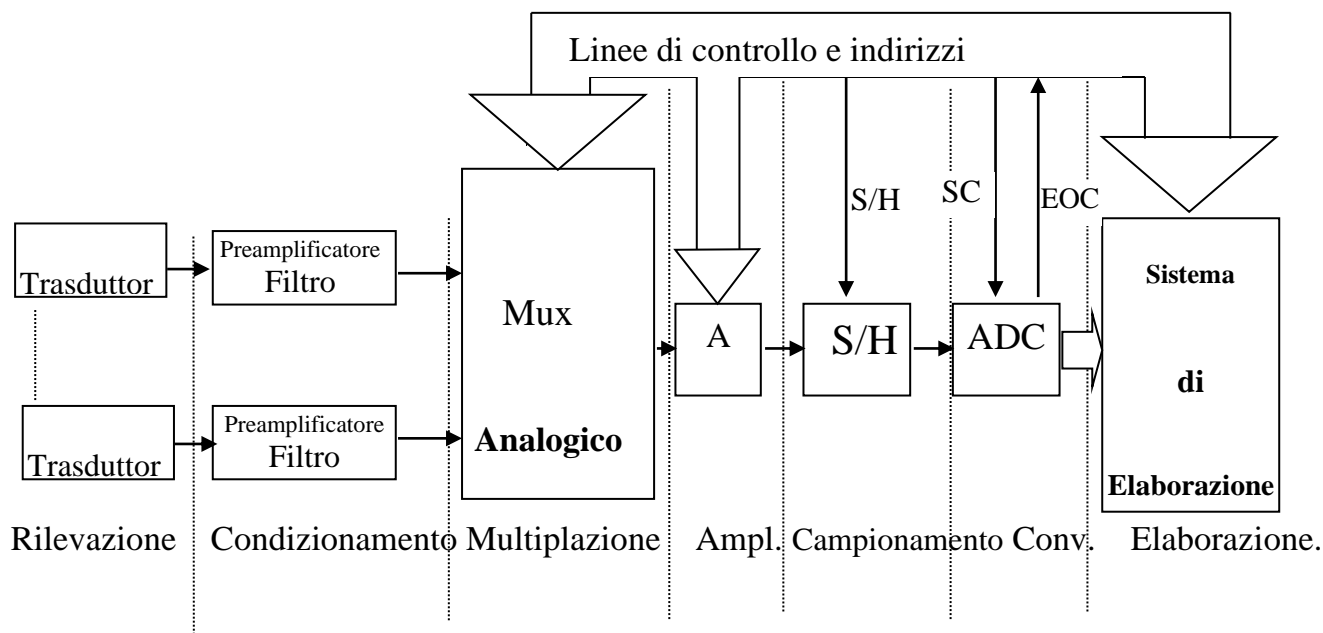 Linee di controllo e indirizzi
S/H
SC
EOC
Trasduttor
Preamplificatore
Filtro
Mux
Analogico
A
S/H
ADC
Sistema
di
Elaborazione
Trasduttor
Preamplificatore
Filtro
Rilevazione
Condizionamento
Multiplazione
Ampl.
Campionamento
Conv.
Elaborazione.